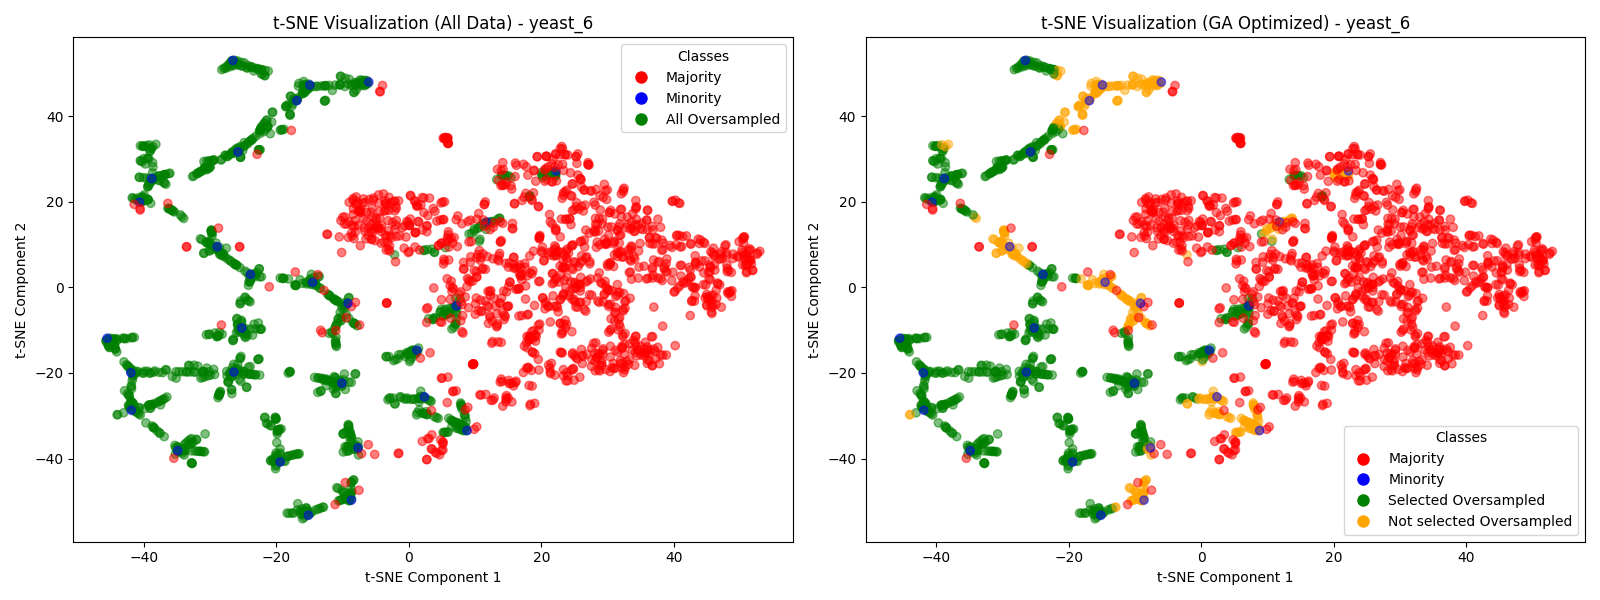 t-SNE Visualization (All Data) - yeast_6
Classes
Majority
Minority
All Oversampled
40
20
0
−20
−40
t-SNE Component 2
−40
−20
0
20
40
t-SNE Component 1
t-SNE Visualization (GA Optimized) - yeast_6
40
20
0
−20
−40
t-SNE Component 2
Classes
Majority
Minority
Selected Oversampled
Not selected Oversampled
−40
−20
0
20
40
t-SNE Component 1